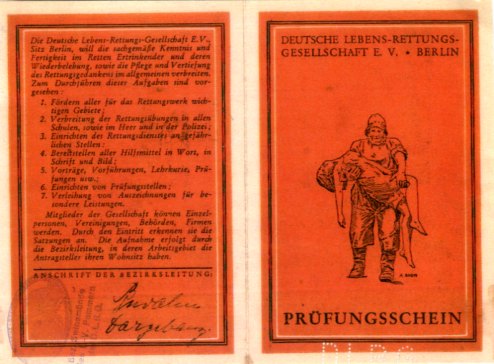 Die Deutsche Lebens-Rettungs-Gesellschaft E.V.,
Sitz Berlin, will die sachgemäße Kenntnis und
Fertigkeit im Retten Ertrinkender und deren
Wiederbelebung, sowie die Pflege und Vertiefung
des Rettungsgedankens im allgemeinen verbreiten.
Zum Durchführen dieser Aufgaben sind vor-
gesehen:
1. Fördern aller für das Rettungswerk wich-
tigen Gebiete;
2. Verbreitung der Rettungsübungen in allen
Schulen, sowie im Heer und in der Polizei;
3. Einrichten des Rettungsdienstes an gefähr-
lichen Stellen;
4. Bereitstellen aller Hilfsmittel in Wort, in
Schrift und Bild;
5. Vorträge, Vorführungen, Lehrkurse, Prü-
fungen usw.;
6. Einrichten von Prüfungsstellen;
7. Verleihung von Auszeichnungen für be-
sondere Leistungen.
Mitglieder der Gesellschaft können Einzel-
personen, Vereinigungen, Behörden, Firmen
werden. Durch den Eintritt erkennen sie die
Satzungen an. Die Aufnahme erfolgt durch
die Bezirksleitung, in deren Arbeitsgebiet die
Antragsteller ihren Wohnsitz haben.
ANSCHRIFT DER BEZIRKSLEITUNG:
DEUTSCHE LEBENS-RETTUNGS-
GESELLSCHAFT E. V. • BERLIN
PRÜFUNGSSCHEIN